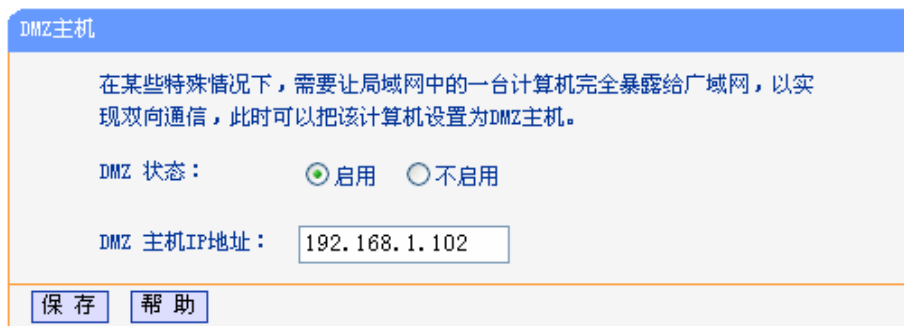 DMZ主机
在某些特殊情况下，需要让局域网中的一台计算机完全暴露给广域网，以实
现双向通信，此时可以把该计算机设置为DMZ主机。
DMZ 状态： 启用 不启用
DMZ 主机IP地址： 192.168.1.102
保 存 帮 助